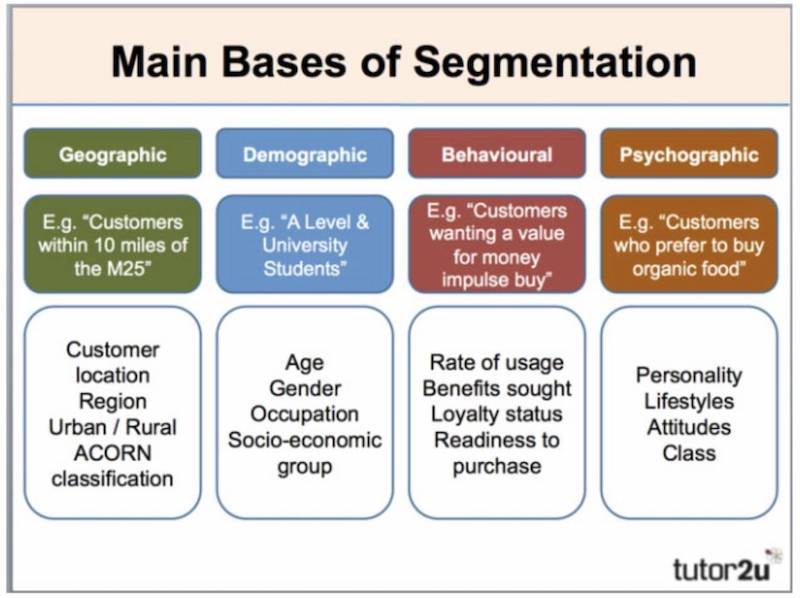 Main Bases of Segmentation
Geographic
Demographic
Behavioural
Psychographic
E.g. “Customers
within 10 miles of
the M25”
E.g. “A Level &
University
Students”
E.g. “Customers
wanting a value
for money
impulse buy”
E.g. “Customers
who prefer to buy
organic food”
Customer
location
Region
Urban / Rural
ACORN
classification
Age
Gender
Occupation
Socio-economic
group
Rate of usage
Benefits sought
Loyalty status
Readiness to
purchase
Personality
Lifestyles
Attitudes
Class
tutor2u